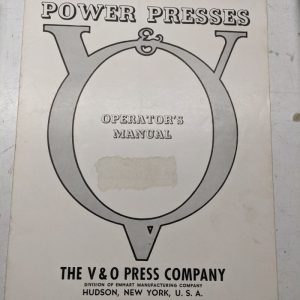 POWER PRESSES
V & O
OPERATOR'S
MANUAL
THE V & O PRESS COMPANY
DIVISION OF EMHART MANUFACTURING COMPANY
HUDSON, NEW YORK, U. S. A.